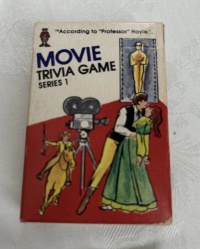 "According to "Professor" Hoyle"
MOVIE
TRIVIA GAME
SERIES 1